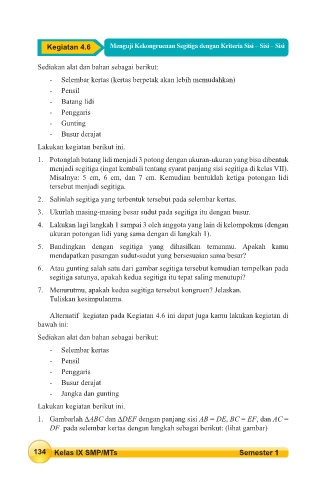 Kegiatan 4.6 Menguji Kekongruenan Segitiga dengan Kriteria Sisi – Sisi – Sisi
Sediakan alat dan bahan sebagai berikut:
- Selembar kertas (kertas berpetak akan lebih memudahkan)
- Pensil
- Batang lidi
- Penggaris
- Gunting
- Busur derajat
Lakukan kegiatan berikut ini.
1. Potonglah batang lidi menjadi 3 potong dengan ukuran-ukuran yang bisa dibentuk
menjadi segitiga (ingat kembali tentang syarat panjang sisi segitiga di kelas VII).
Misalnya: 5 cm, 6 cm, dan 7 cm. Kemudian bentuklah ketiga potongan lidi
tersebut menjadi segitiga.
2. Salinlah segitiga yang terbentuk tersebut pada selembar kertas.
3. Ukurlah masing-masing besar sudut pada segitiga itu dengan busur.
4. Lakukan lagi langkah 1 sampai 3 oleh anggota yang lain di kelompokmu (dengan
ukuran potongan lidi yang sama dengan di langkah 1).
5. Bandingkan dengan segitiga yang dihasilkan temanmu. Apakah kamu
mendapatkan pasangan sudut-sudut yang bersesuaian sama besar?
6. Atau gunting salah satu dari gambar segitiga tersebut kemudian tempelkan pada
segitiga satunya, apakah kedua segitiga itu tepat saling menutupi?
7. Menurutmu, apakah kedua segitiga tersebut kongruen? Jelaskan.
Tuliskan kesimpulanmu.
Alternatif kegiatan pada Kegiatan 4.6 ini dapat juga kamu lakukan kegiatan di
bawah ini:
Sediakan alat dan bahan sebagai berikut:
- Selembar kertas
- Pensil
- Penggaris
- Busur derajat
- Jangka dan gunting
Lakukan kegiatan berikut ini.
1. Gambarlah ΔABC dan ΔDEF dengan panjang sisi AB = DE, BC = EF, dan AC =
DF pada selembar kertas dengan langkah sebagai berikut: (lihat gambar)
134 Kelas IX SMP/MTs Semester 1